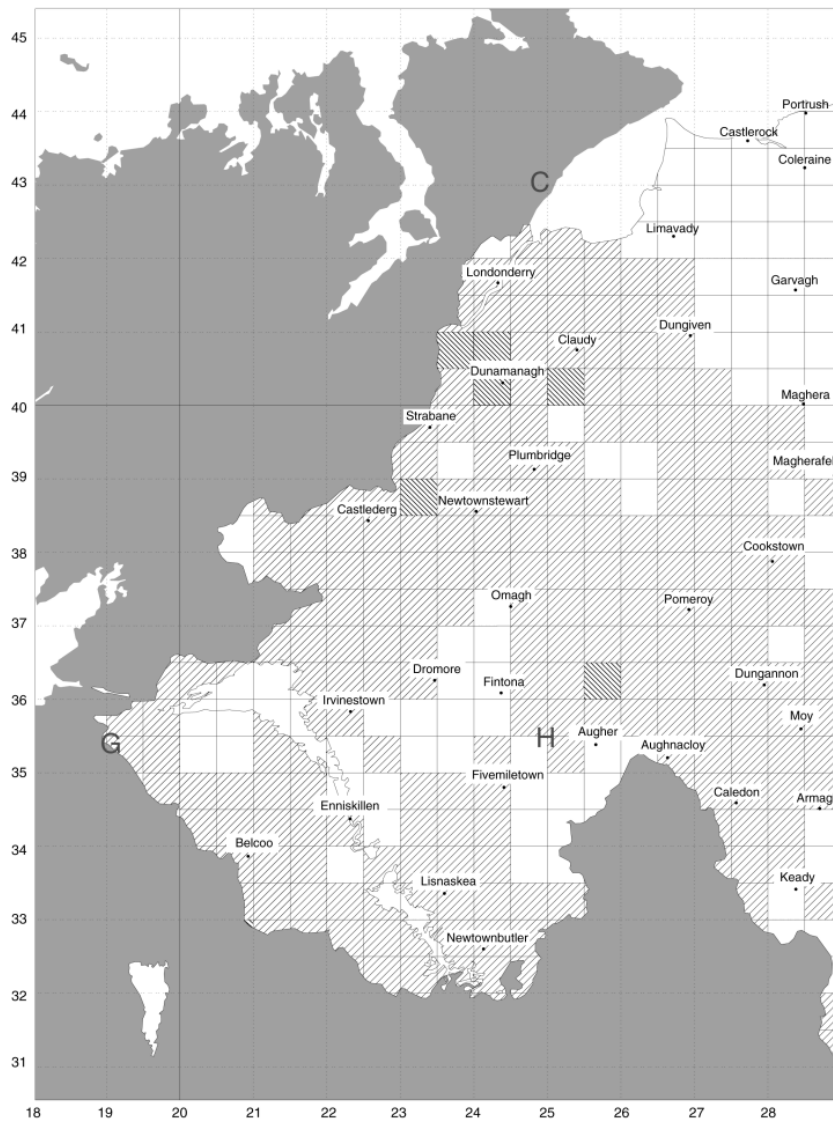 45
44
Portrush
Castlerock
Coleraine
43
C
Limavady
42
Londonderry
Garvagh
41
Dungiven
Claudy
Dunamanagh
40
Maghera
Strabane
Plumbridge
Magherafel
39
Newtownstewart
Castlederg
Cookstown
38
Omagh
Pomeroy
37
Dromore
Fintona
Dungannon
36
Irvinestown
Moy
G
H
Augher
Aughnacloy
35
Fivemiletown
Enniskillen
Caledon
Armag
34
Belcoo
Lisnaskea
Keady
33
Newtownbutler
32
31
18 19 20 21 22 23 24 25 26 27 28